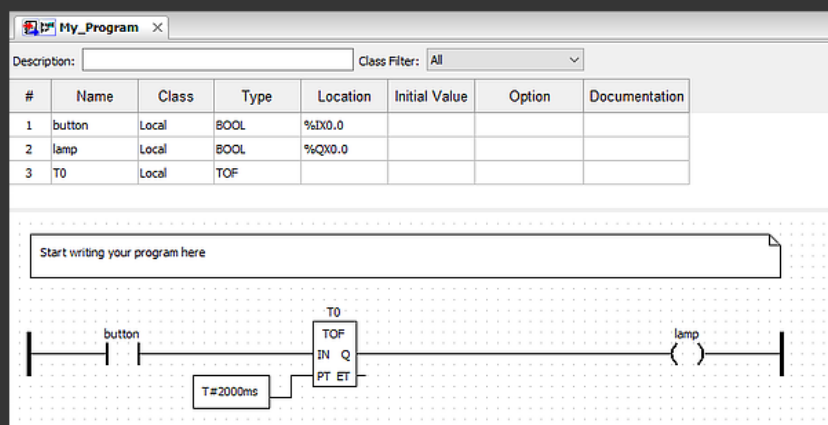 My_Program
Description: Class Filter: All
# Name Class Type Location Initial Value Option Documentation
1 button Local BOOL %IX0.0
2 lamp Local BOOL %QX0.0
3 T0 Local TOF
Start writing your program here
T0
button TOF lamp
IN Q
T#2000ms PT ET